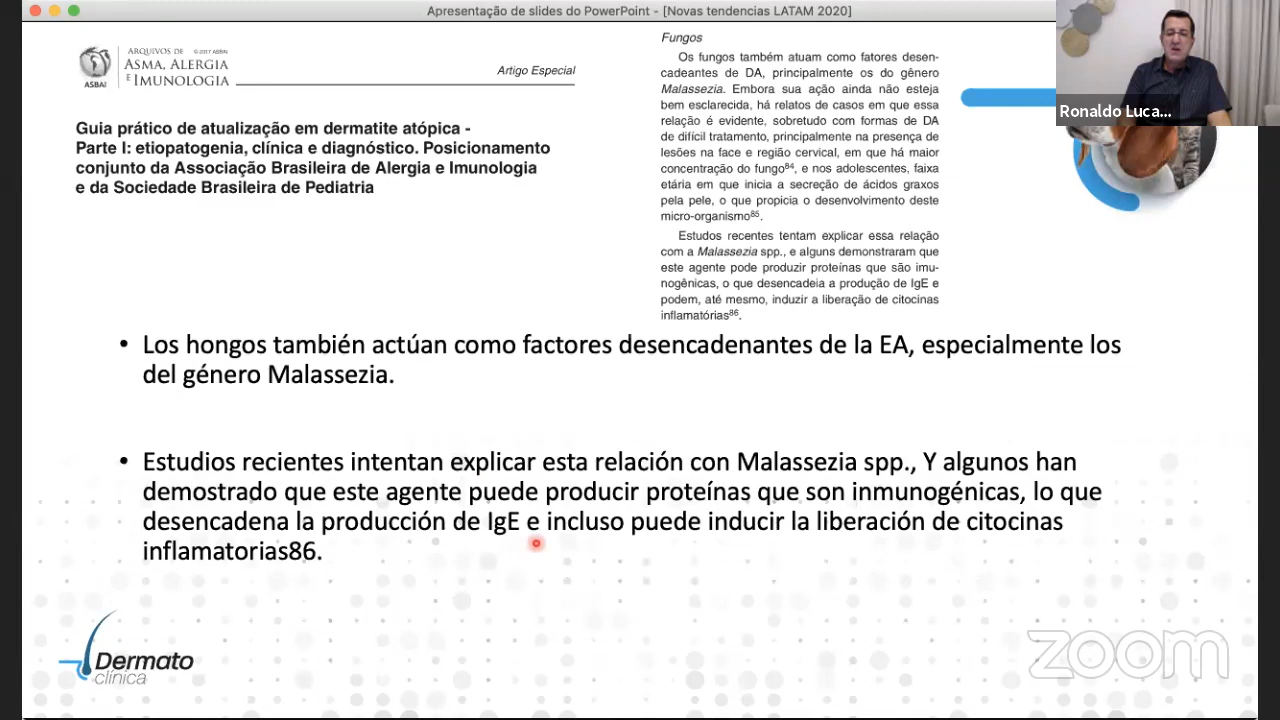 Apresentação de slides do PowerPoint - [Novas tendencias LATAM 2020]
Ronaldo Luca...
ASBAI
ARQUIVOS DE © 2017 ASBAI
ASMA, ALERGIA
E IMUNOLOGIA
Artigo Especial
Guia prático de atualização em dermatite atópica -
Parte I: etiopatogenia, clínica e diagnóstico. Posicionamento
conjunto da Associação Brasileira de Alergia e Imunologia
e da Sociedade Brasileira de Pediatria
Fungos
Os fungos também atuam como fatores desen-
cadeantes de DA, principalmente os do gênero
Malassezia. Embora sua ação ainda não esteja
bem esclarecida, há relatos de casos em que essa
relação é evidente, sobretudo com formas de DA
de difícil tratamento, principalmente na presença de
lesões na face e região cervical, em que há maior
concentração do fungo84, e nos adolescentes, faixa
etária em que inicia a secreção de ácidos graxos
pela pele, o que propicia o desenvolvimento deste
micro-organismo85.
Estudos recentes tentam explicar essa relação
com a Malassezia spp., e alguns demonstraram que
este agente pode produzir proteínas que são imu-
nogênicas, o que desencadeia a produção de IgE e
podem, até mesmo, induzir a liberação de citocinas
inflamatórias86.
• Los hongos también actúan como factores desencadenantes de la EA, especialmente los
del género Malassezia.
• Estudios recientes intentan explicar esta relación con Malassezia spp., Y algunos han
demostrado que este agente puede producir proteínas que son inmunogénicas, lo que
desencadena la producción de IgE e incluso puede inducir la liberación de citocinas
inflamatorias86.
Dermato
clínica
zoom